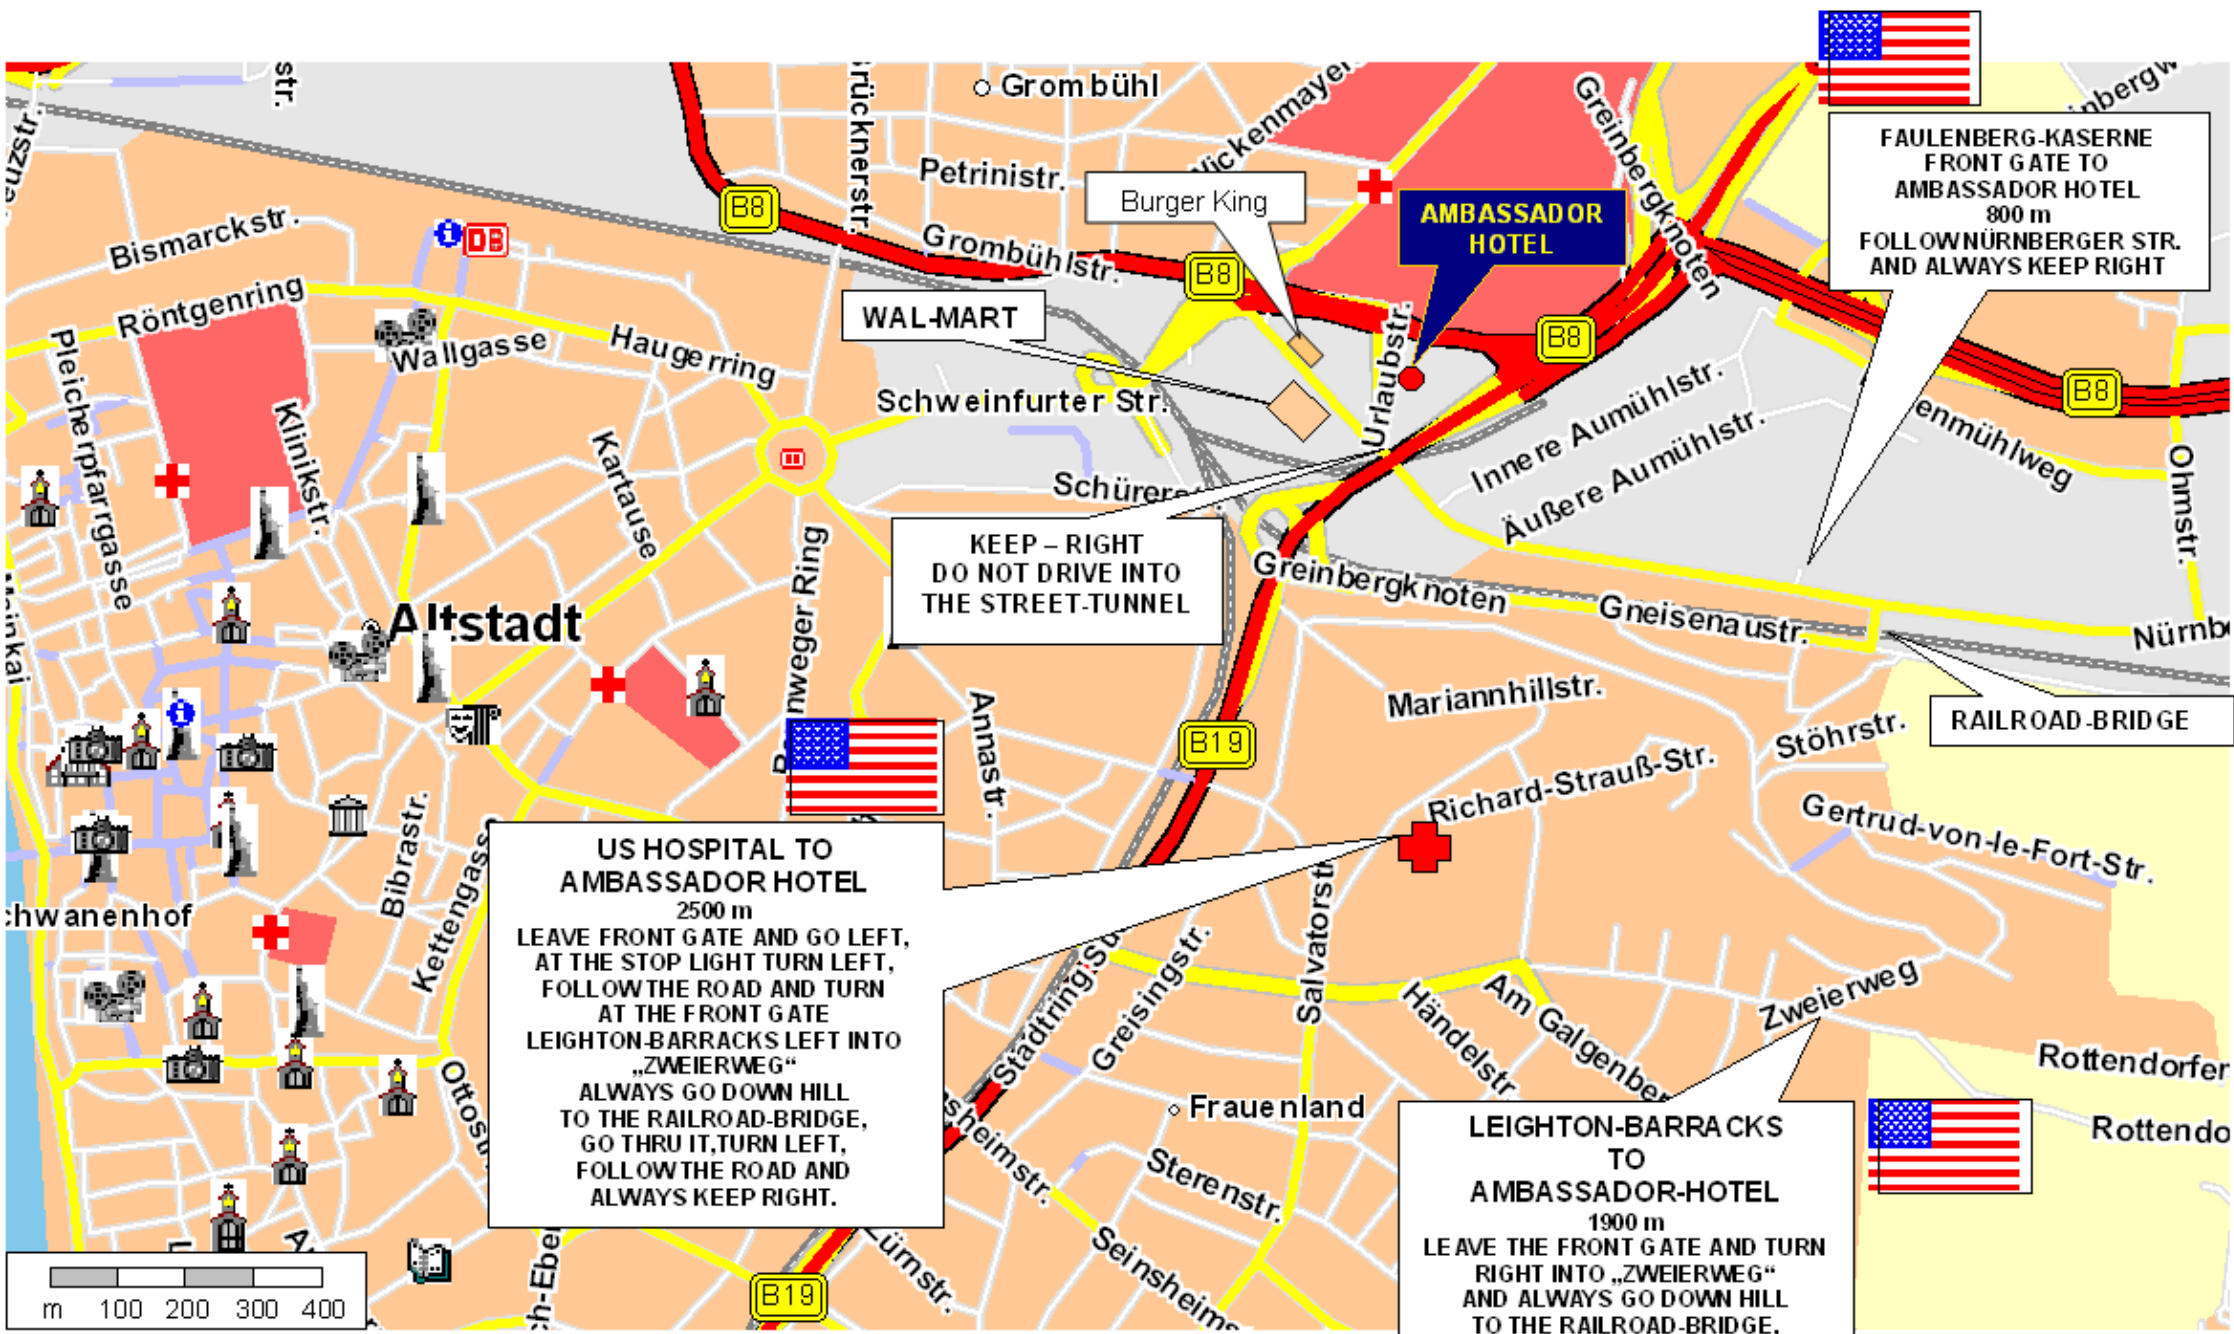 Grombühl
Petrinistr.
Burger King
Grombühlstr.
B8
B8
B8
B8
AMBASSADOR
HOTEL
Greinbergknoten
FAULENBERG-KASERNE
FRONT GATE TO
AMBASSADOR HOTEL
800 m
FOLLOW NÜRNBERGER STR.
AND ALWAYS KEEP RIGHT
Bismarckstr.
DB
Röntgenring
Wallgasse
Haugerring
WAL-MART
Schweinfurter Str.
Urlaubstr.
Innere Aumühlstr.
Äußere Aumühlstr.
Ohmstr.
Pleicherpfarrgasse
Klinikstr.
Kartause
KEEP – RIGHT
DO NOT DRIVE INTO
THE STREET-TUNNEL
Greinbergknoten
Gneisenaustr.
Altstadt
Mariannhillstr.
Stöhrstr.
RAILROAD-BRIDGE
B19
Annastr.
Richard-Strauß-Str.
Gertrud-von-le-Fort-Str.
Bibrastr.
Kettengasse
US HOSPITAL TO
AMBASSADOR HOTEL
2500 m
LEAVE FRONT GATE AND GO LEFT,
AT THE STOP LIGHT TURN LEFT,
FOLLOW THE ROAD AND TURN
AT THE FRONT GATE
LEIGHTON-BARRACKS LEFT INTO
„ZWEIERWEG“
ALWAYS GO DOWN HILL
TO THE RAILROAD-BRIDGE,
GO THRU IT,TURN LEFT,
FOLLOW THE ROAD AND
ALWAYS KEEP RIGHT.
Salvatorstr
Greisingstr.
Händelstr
Zweierweg
Frauenland
Sterenstr.
LEIGHTON-BARRACKS
TO
AMBASSADOR-HOTEL
1900 m
LEAVE THE FRONT GATE AND TURN
RIGHT INTO „ZWEIERWEG“
AND ALWAYS GO DOWN HILL
TO THE RAILROAD-BRIDGE,
Rottendorfer
Rottendo
Zürnstr.
B19
m 100 200 300 400